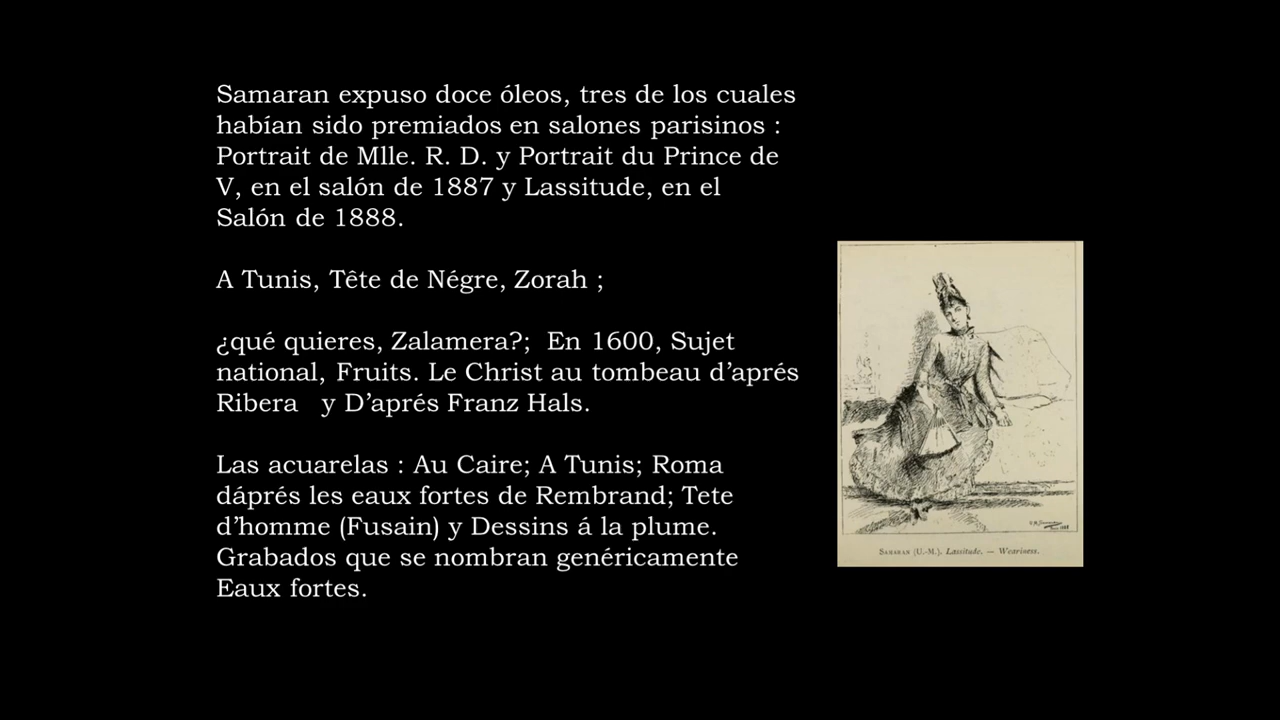 Samaran expuso doce óleos, tres de los cuales
habían sido premiados en salones parisinos :
Portrait de Mlle. R. D. y Portrait du Prince de
V, en el salón de 1887 y Lassitude, en el
Salón de 1888.
A Tunis, Tête de Négre, Zorah ;
¿qué quieres, Zalamera?;  En 1600, Sujet
national, Fruits. Le Christ au tombeau d’aprés
Ribera   y D’aprés Franz Hals.
Las acuarelas : Au Caire; A Tunis; Roma
dáprés les eaux fortes de Rembrand; Tete
d’homme (Fusain) y Dessins á la plume.
Grabados que se nombran genéricamente
Eaux fortes.
Samaran (U.-M.). Lassitude. — Weariness.